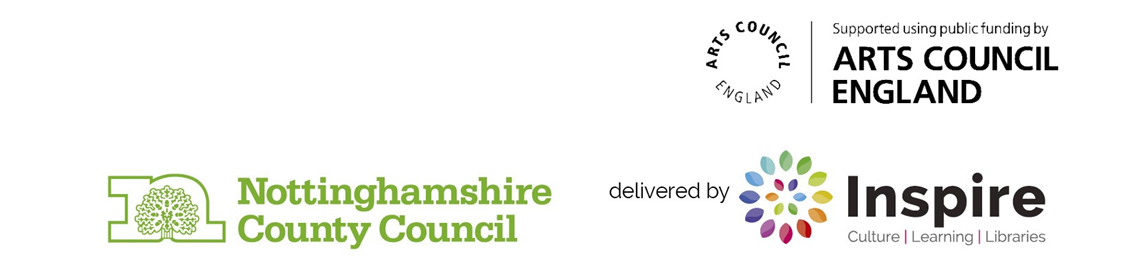 ARTS COUNCIL
ENGLAND
Supported using public funding by
ARTS COUNCIL
ENGLAND
Nottinghamshire
County Council
delivered by
Inspire
Culture | Learning | Libraries